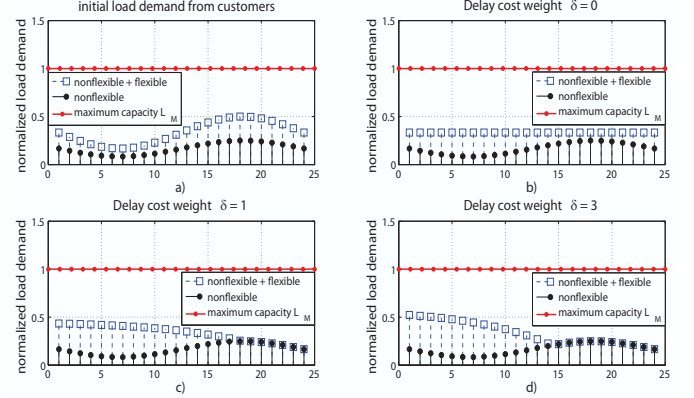 initial load demand from customers
normalized load demand
1.5
1
0.5
0
nonflexible + flexible
nonflexible
maximum capacity L M
0 5 10 15 20 25
a)
Delay cost weight δ = 0
normalized load demand
1.5
1
0.5
0
nonflexible + flexible
nonflexible
maximum capacity L M
0 5 10 15 20 25
b)
Delay cost weight δ = 1
normalized load demand
1.5
1
0.5
0
nonflexible + flexible
nonflexible
maximum capacity L M
0 5 10 15 20 25
c)
Delay cost weight δ = 3
normalized load demand
1.5
1
0.5
0
nonflexible + flexible
nonflexible
maximum capacity L M
0 5 10 15 20 25
d)